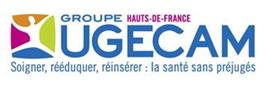 GROUPE HAUTS-DE-FRANCE
UGECAM
Soigner, rééduquer, réinsérer : la santé sans préjugés